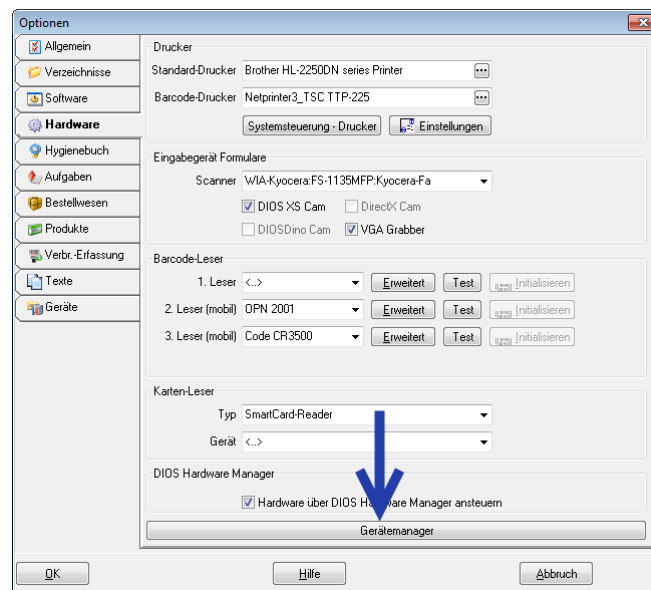 Optionen
Allgemein
Verzeichnisse
Software
Hardware
Hygienebuch
Aufgaben
Bestellwesen
Produkte
Verbr.-Erfassung
Texte
Geräte
Drucker
Standard-Drucker Brother HL-2250DN series Printer ...
Barcode-Drucker Netprinter3_TSC TTP-225 ...
Systemsteuerung - Drucker Einstellungen
Eingabegerät Formulare
Scanner WIA-Kyocera:FS-1135MFP:Kyocera-Fa
DIOS XS Cam DirectX Cam
DIOSDino Cam VGA Grabber
Barcode-Leser
1. Leser <..> Erweitert Test Initialisieren
2. Leser (mobil) OPN 2001 Erweitert Test Initialisieren
3. Leser (mobil) Code CR3500 Erweitert Test Initialisieren
Karten-Leser
Typ SmartCard-Reader
Gerät <..>
DIOS Hardware Manager
Hardware über DIOS Hardware Manager ansteuern
Gerätemanager
OK Hilfe Abbruch